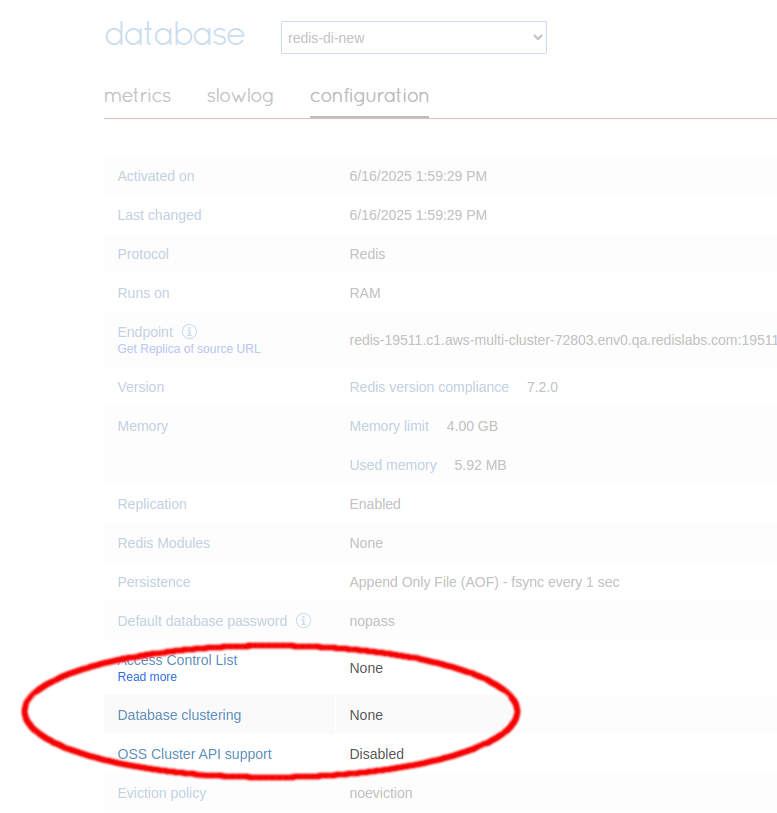 database redis-di-new
metrics slowlog configuration
Activated on 6/16/2025 1:59:29 PM
Last changed 6/16/2025 1:59:29 PM
Protocol Redis
Runs on RAM
Endpoint
Get Replica of source URL
redis-19511.c1.aws-multi-cluster-72803.env0.qa.redislabs.com:19511
Version Redis version compliance 7.2.0
Memory Memory limit 4.00 GB
Used memory 5.92 MB
Replication Enabled
Redis Modules None
Persistence Append Only File (AOF) - fsync every 1 sec
Default database password nopass
Access Control List
Read more
None
Database clustering None
OSS Cluster API support Disabled
Eviction policy noeviction